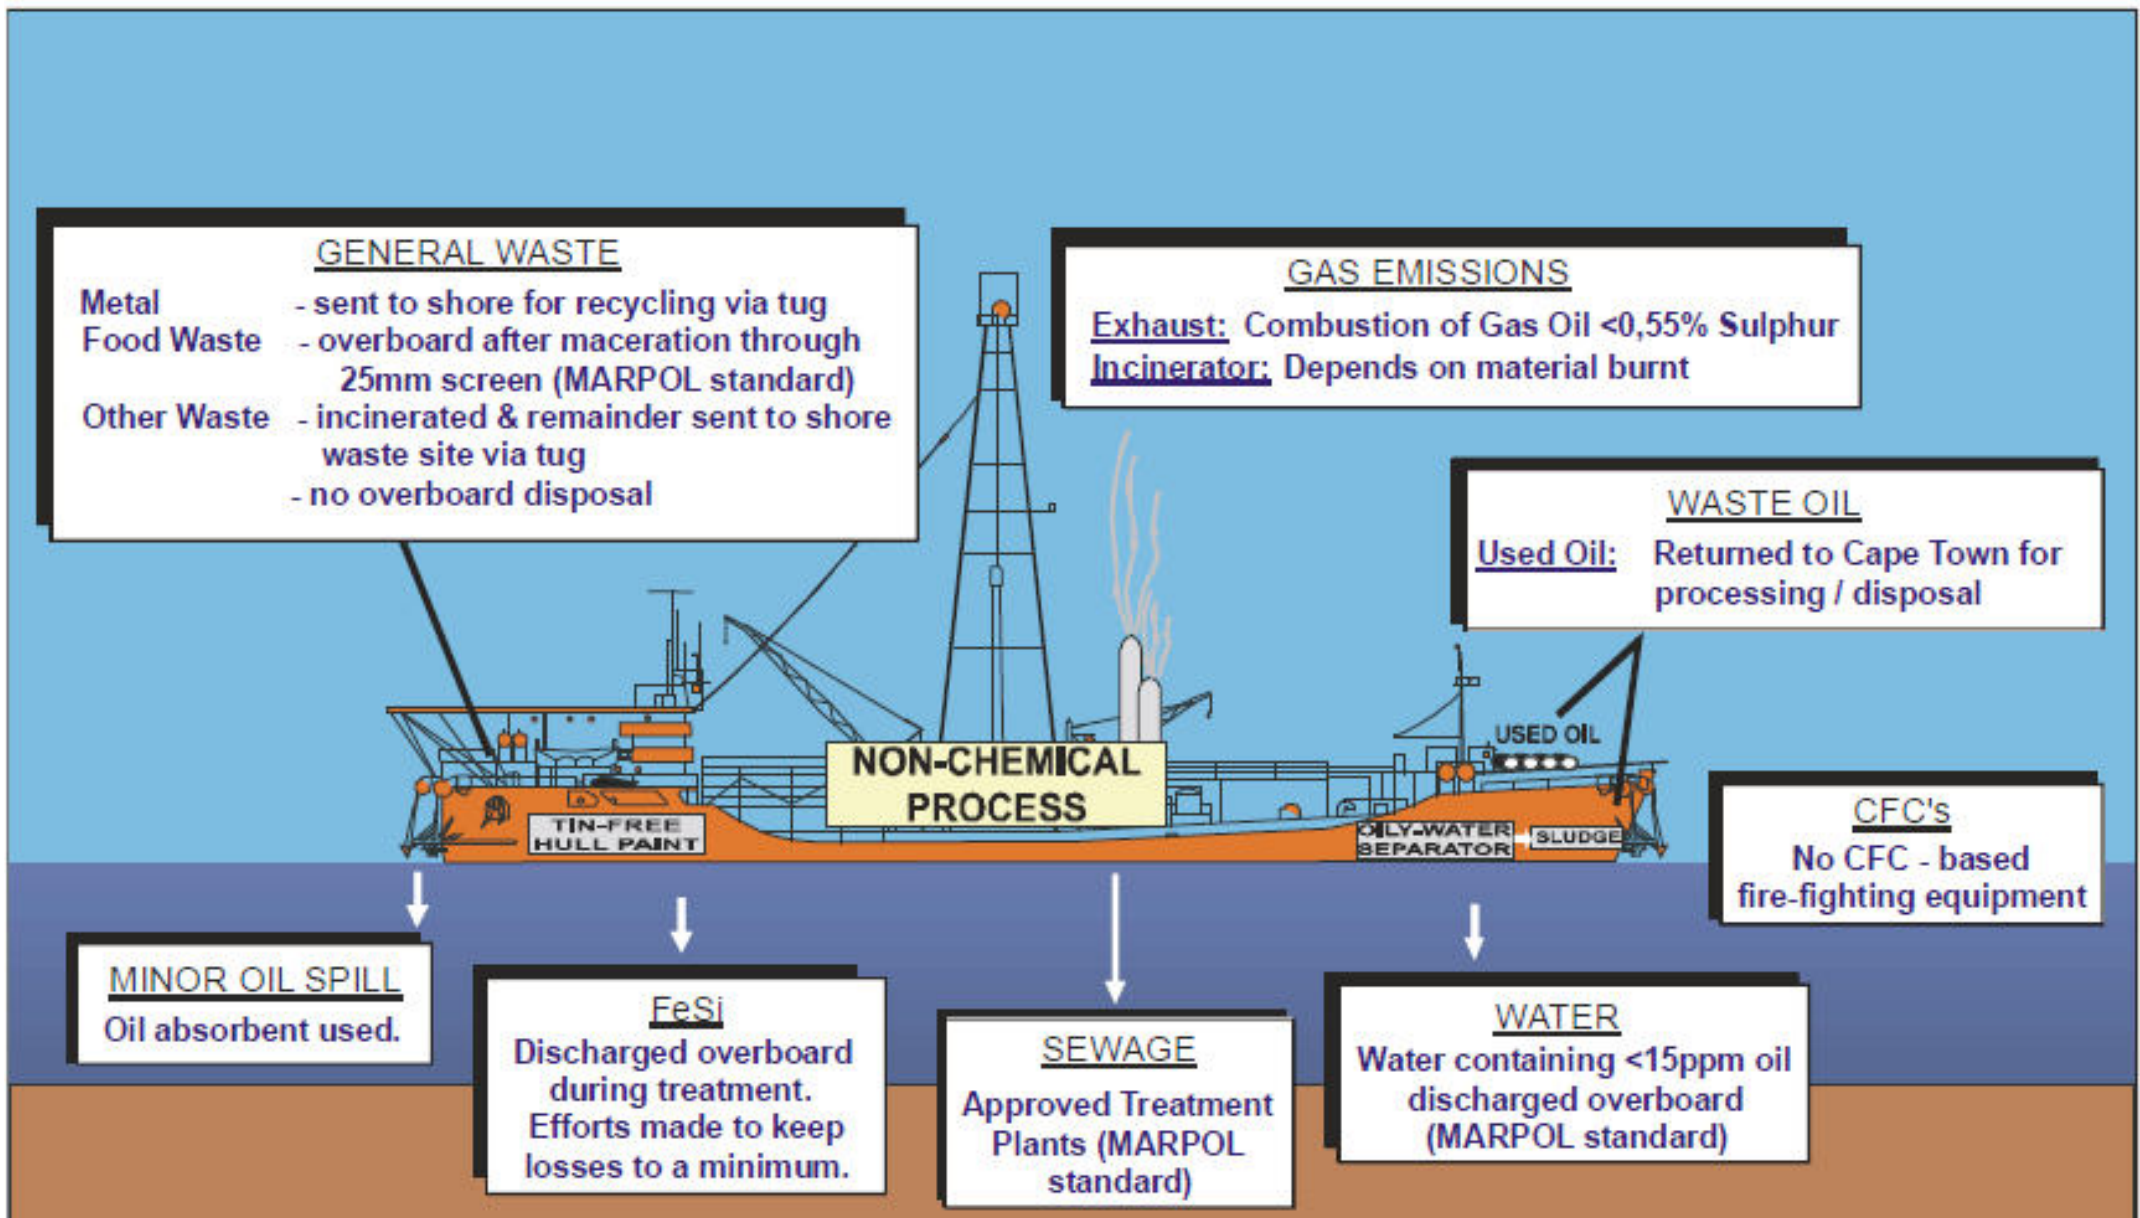 GENERAL WASTE
Metal - sent to shore for recycling via tug
Food Waste - overboard after maceration through
25mm screen (MARPOL standard)
Other Waste - incinerated & remainder sent to shore
waste site via tug
- no overboard disposal
GAS EMISSIONS
Exhaust: Combustion of Gas Oil <0,55% Sulphur
Incinerator: Depends on material burnt
WASTE OIL
Used Oil: Returned to Cape Town for
processing / disposal
USED OIL
NON-CHEMICAL
PROCESS
TIN-FREE
HULL PAINT
OILY-WATER
SEPARATOR
SLUDGE
CFC's
No CFC - based
fire-fighting equipment
MINOR OIL SPILL
Oil absorbent used.
FeSi
Discharged overboard
during treatment.
Efforts made to keep
losses to a minimum.
SEWAGE
Approved Treatment
Plants (MARPOL
standard)
WATER
Water containing <15ppm oil
discharged overboard
(MARPOL standard)